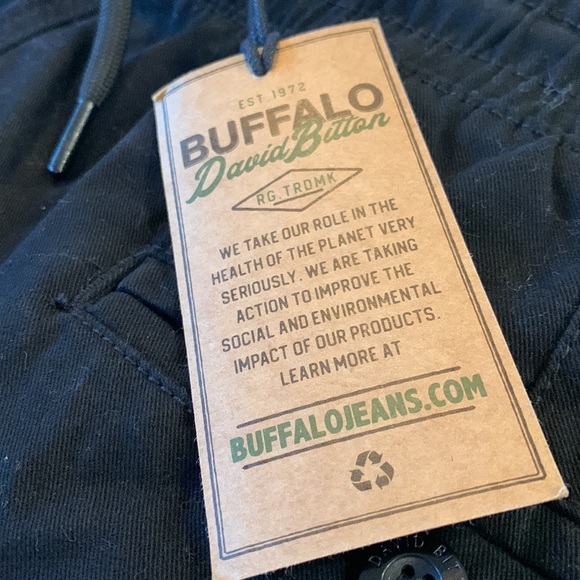 EST. 1972
BUFFALO
David Bitton
RG. TRDMK
WE TAKE OUR ROLE IN THE
HEALTH OF THE PLANET VERY
SERIOUSLY. WE ARE TAKING
ACTION TO IMPROVE THE
SOCIAL AND ENVIRONMENTAL
IMPACT OF OUR PRODUCTS.
LEARN MORE AT
BUFFALOJEANS.COM
DAVID